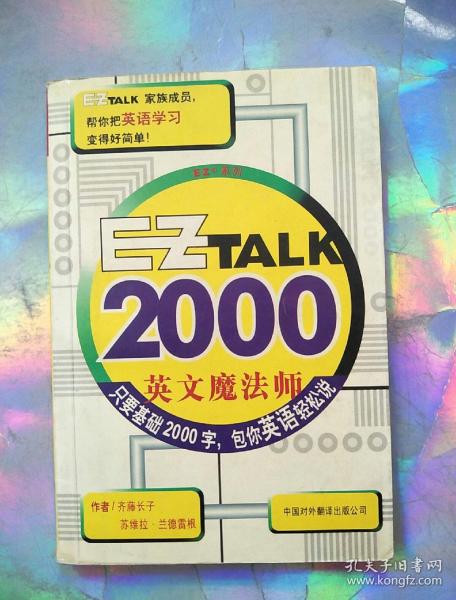 EZTALK 家族成员，
帮你把英语学习
变得好简单！
EZ系列
EZTALK
2000
英文魔法师
只要基础2000字，包你英语轻松说
作者/齐藤长子
苏维拉·兰德雷根
中国对外翻译出版公司
孔夫子旧书网
www.kongfz.com